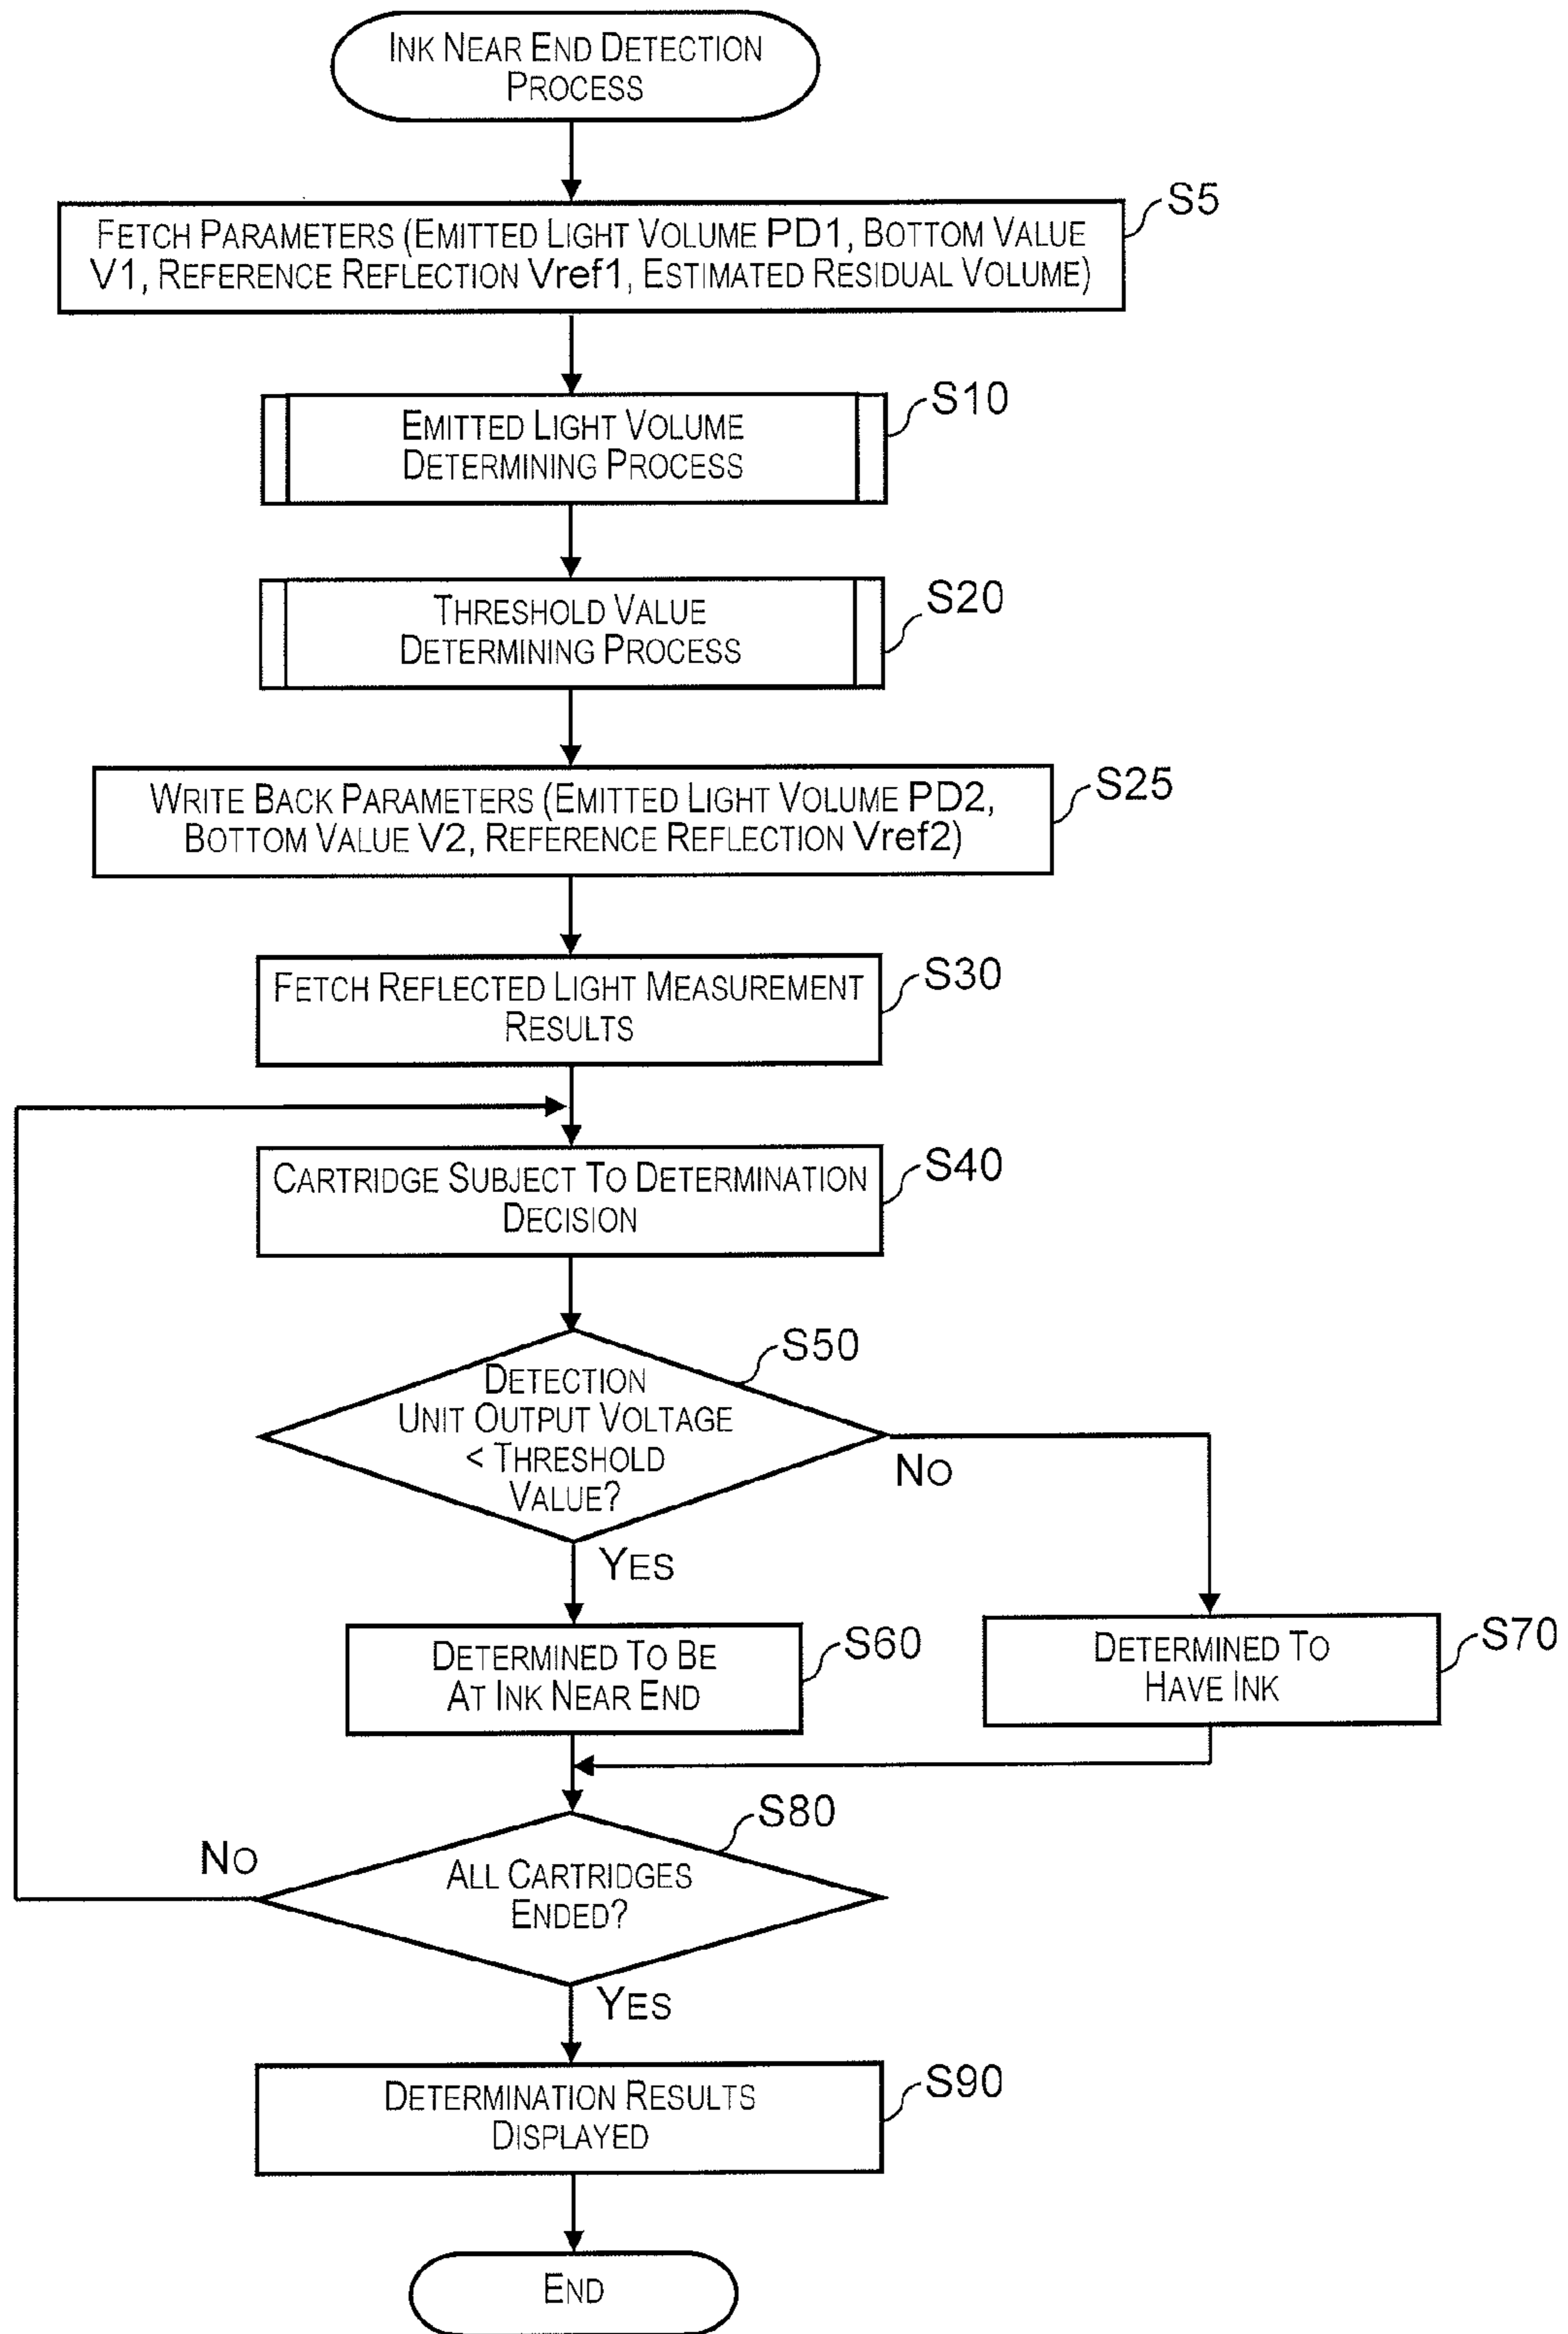 INK NEAR END DETECTION
PROCESS
S5
FETCH PARAMETERS (EMITTED LIGHT VOLUME PD1, BOTTOM VALUE
V1, REFERENCE REFLECTION Vref1, ESTIMATED RESIDUAL VOLUME)
S10
EMITTED LIGHT VOLUME
DETERMINING PROCESS
S20
THRESHOLD VALUE
DETERMINING PROCESS
S25
WRITE BACK PARAMETERS (EMITTED LIGHT VOLUME PD2,
BOTTOM VALUE V2, REFERENCE REFLECTION Vref2)
S30
FETCH REFLECTED LIGHT MEASUREMENT
RESULTS
S40
CARTRIDGE SUBJECT TO DETERMINATION
DECISION
S50
DETECTION
UNIT OUTPUT VOLTAGE
< THRESHOLD
VALUE?
NO
YES
S60
DETERMINED TO BE
AT INK NEAR END
S70
DETERMINED TO
HAVE INK
S80
NO
ALL CARTRIDGES
ENDED?
YES
S90
DETERMINATION RESULTS
DISPLAYED
END